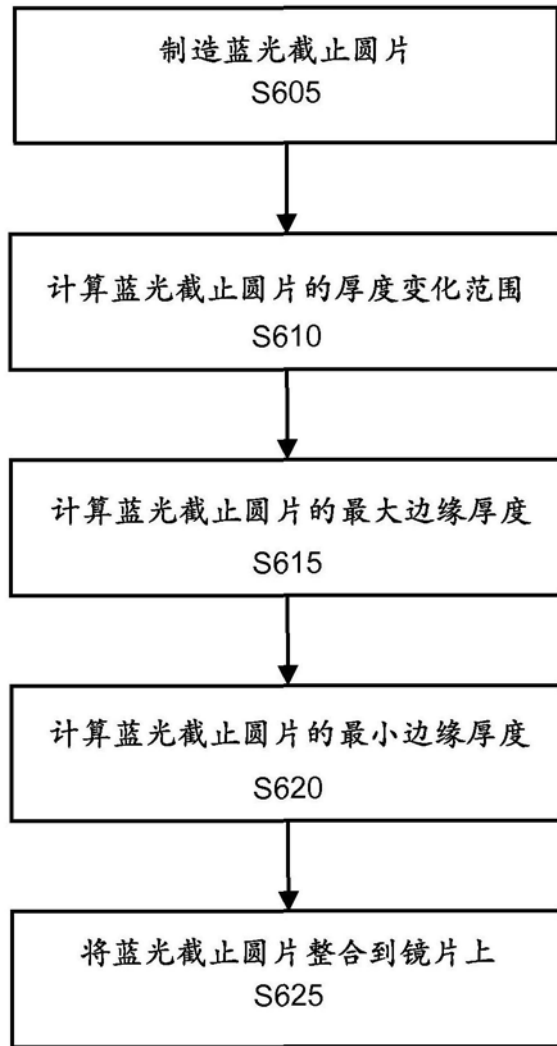 制造蓝光截止圆片
S605
计算蓝光截止圆片的厚度变化范围
S610
计算蓝光截止圆片的最大边缘厚度
S615
计算蓝光截止圆片的最小边缘厚度
S620
将蓝光截止圆片整合到镜片上
S625